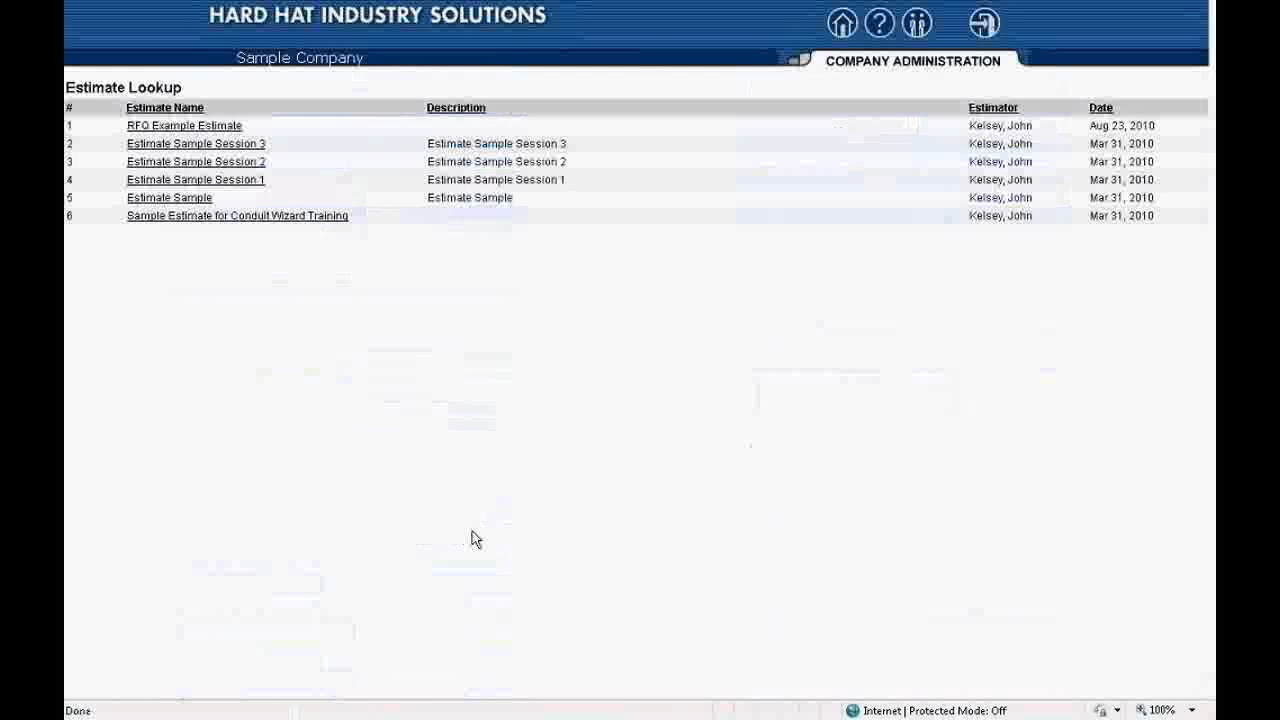 HARD HAT INDUSTRY SOLUTIONS
?
Sample Company
COMPANY ADMINISTRATION
Estimate Lookup
# Estimate Name Description Estimator Date
1 RFQ Example Estimate Kelsey, John Aug 23, 2010
2 Estimate Sample Session 3 Estimate Sample Session 3 Kelsey, John Mar 31, 2010
3 Estimate Sample Session 2 Estimate Sample Session 2 Kelsey, John Mar 31, 2010
4 Estimate Sample Session 1 Estimate Sample Session 1 Kelsey, John Mar 31, 2010
5 Estimate Sample Estimate Sample Kelsey, John Mar 31, 2010
6 Sample Estimate for Conduit Wizard Training Kelsey, John Mar 31, 2010
Done Internet | Protected Mode: Off 100%